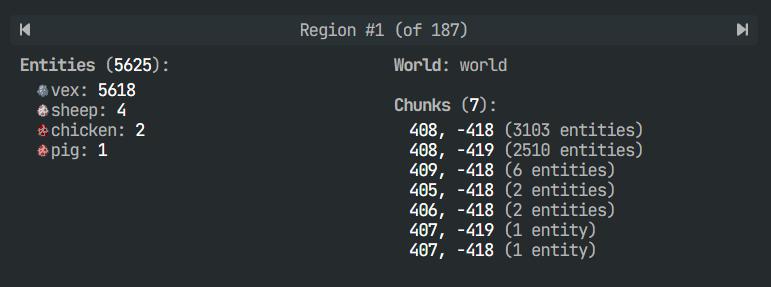 Region #1 (of 187)
Entities (5625):
vex: 5618
sheep: 4
chicken: 2
pig: 1
World: world
Chunks (7):
408, -418 (3103 entities)
408, -419 (2510 entities)
409, -418 (6 entities)
405, -418 (2 entities)
406, -418 (2 entities)
407, -419 (1 entity)
407, -418 (1 entity)